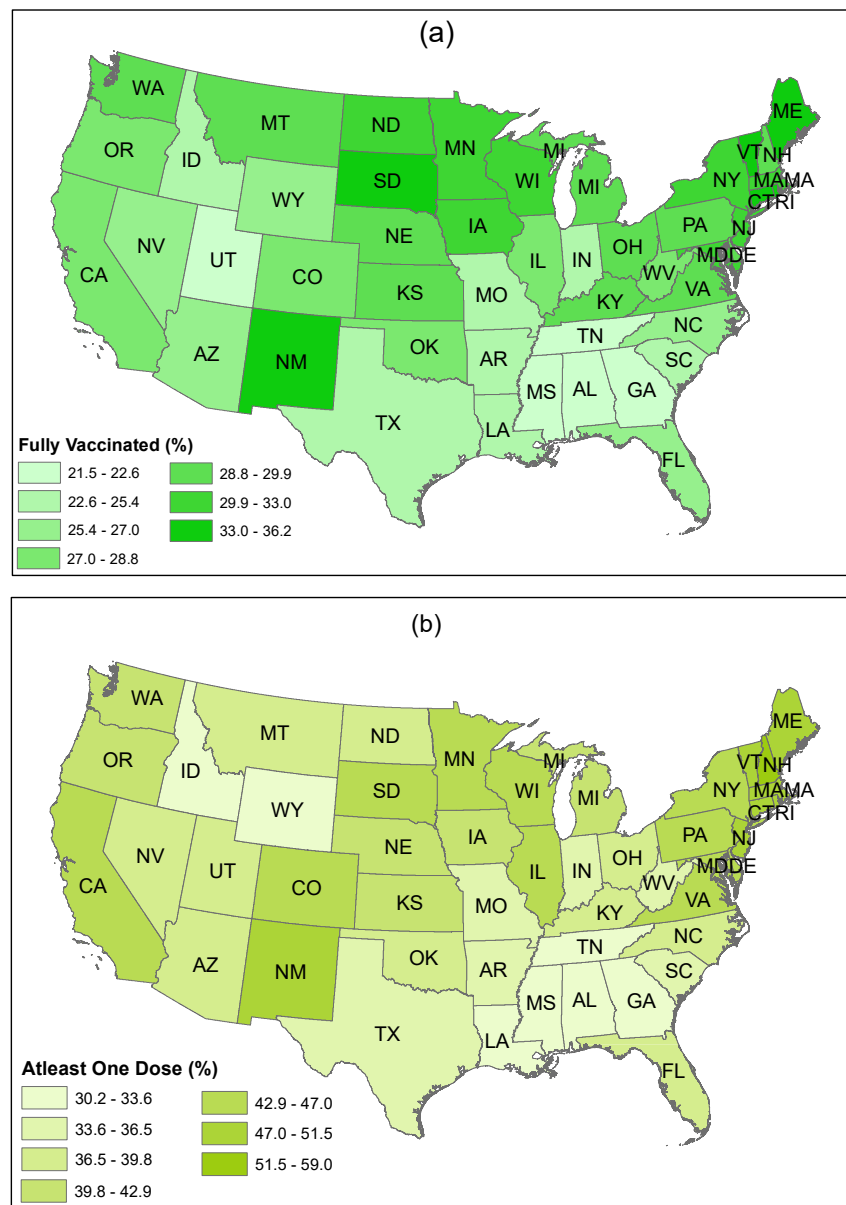 (a)
WA
MT
ND
MN
OR
ID
WY
SD
WI
MI
MI
ME
VT
NH
NY
MA
MA
CT
RI
NV
UT
CO
NE
IA
IL
IN
OH
PA
NJ
MD
DE
CA
KS
MO
KY
WV
VA
AZ
NM
OK
AR
TN
NC
SC
TX
LA
MS
AL
GA
FL
Fully Vaccinated (%)
21.5 - 22.6
22.6 - 25.4
25.4 - 27.0
27.0 - 28.8
28.8 - 29.9
29.9 - 33.0
33.0 - 36.2
(b)
WA
MT
ND
MN
OR
ID
WY
SD
WI
MI
MI
ME
VT
NH
NY
MA
MA
CT
RI
NV
UT
CO
NE
IA
IL
IN
OH
PA
NJ
MD
DE
CA
KS
MO
KY
WV
VA
AZ
NM
OK
AR
TN
NC
SC
TX
LA
MS
AL
GA
FL
Atleast One Dose (%)
30.2 - 33.6
33.6 - 36.5
36.5 - 39.8
39.8 - 42.9
42.9 - 47.0
47.0 - 51.5
51.5 - 59.0